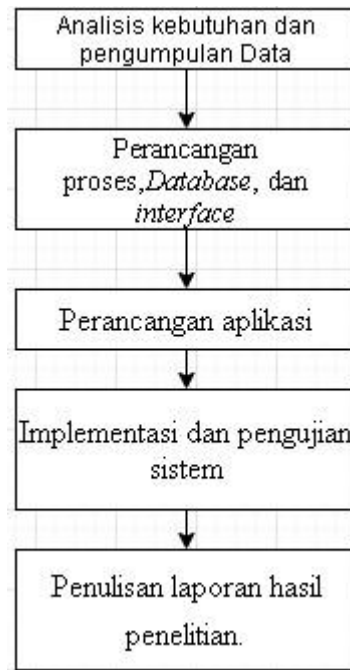 Analisis kebutuhan dan
pengumpulan Data
Perancangan
proses,Database, dan
interface
Perancangan aplikasi
Implementasi dan pengujian
sistem
Penulisan laporan hasil
penelitian.